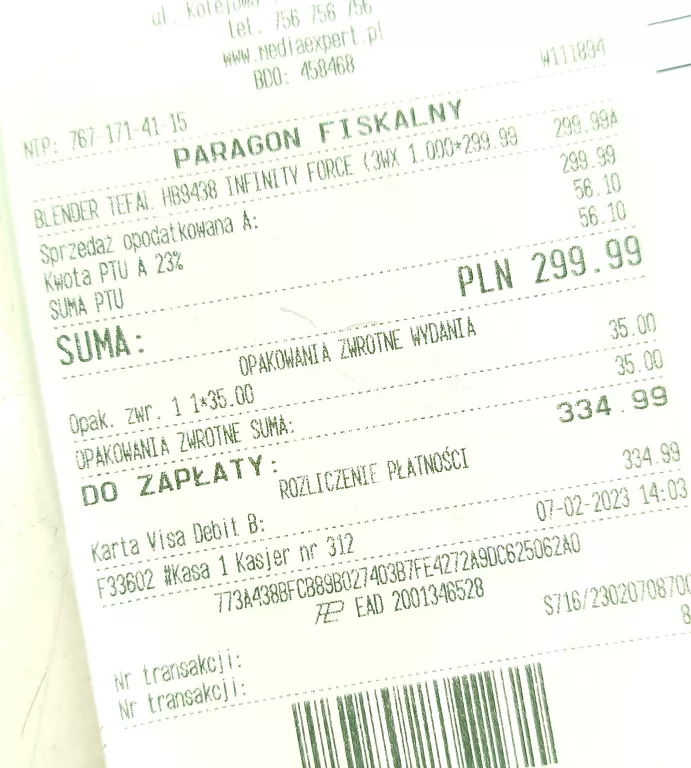 ul. Kolejowa
tel. 756 756 756
www.mediaexpert.pl
BDO: 458468
NIP: 767-171-41-15 W111894
PARAGON FISKALNY
BLENDER TEFAL HB9438 INFINITY FORCE (3WX 1.000*299.99 299.99A
Sprzedaż opodatkowana A: 299.99
Kwota PTU A 23% 56.10
SUMA PTU 56.10
SUMA: PLN 299.99
OPAKOWANIA ZWROTNE WYDANIA
Opak. zwr. 1 1*35.00 35.00
OPAKOWANIA ZWROTNE SUMA: 35.00
DO ZAPŁATY: 334.99
ROZLICZENIE PŁATNOŚCI
Karta Visa Debit B: 334.99
F33602 #Kasa 1 Kasjer nr 312 07-02-2023 14:03
773A438BFCB89B027403B7FE4272A9DC625062A0
EAD 2001346528
Nr transakcji: S716/2302070870
Nr transakcji: 8